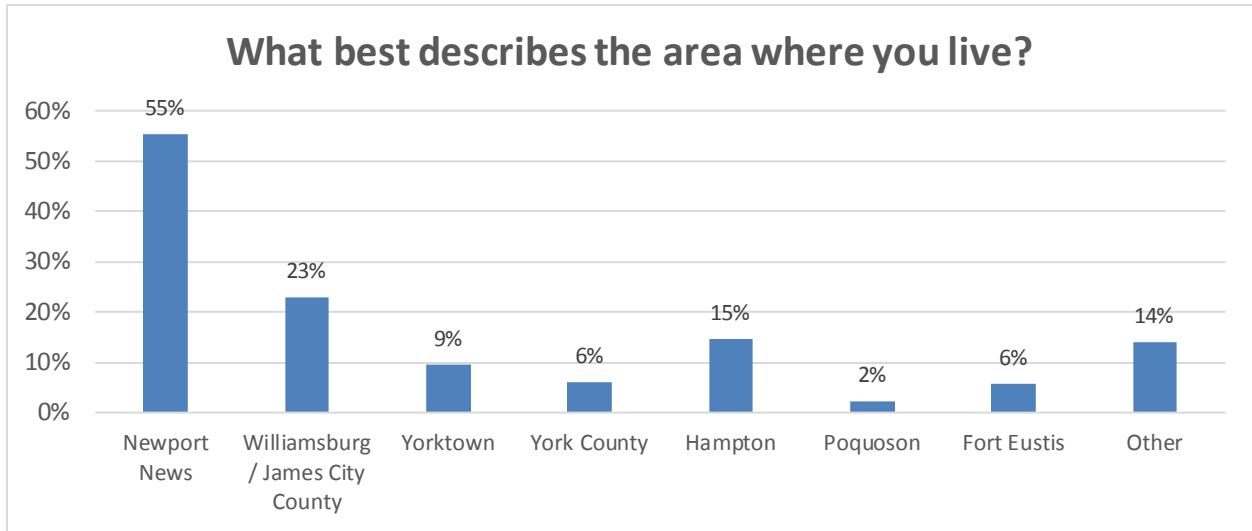 What best describes the area where you live?
60%
50%
40%
30%
20%
10%
0%
55%
23%
9%
6%
15%
2%
6%
14%
Newport
News
Williamsburg
/ James City
County
Yorktown
York County
Hampton
Poquoson
Fort Eustis
Other